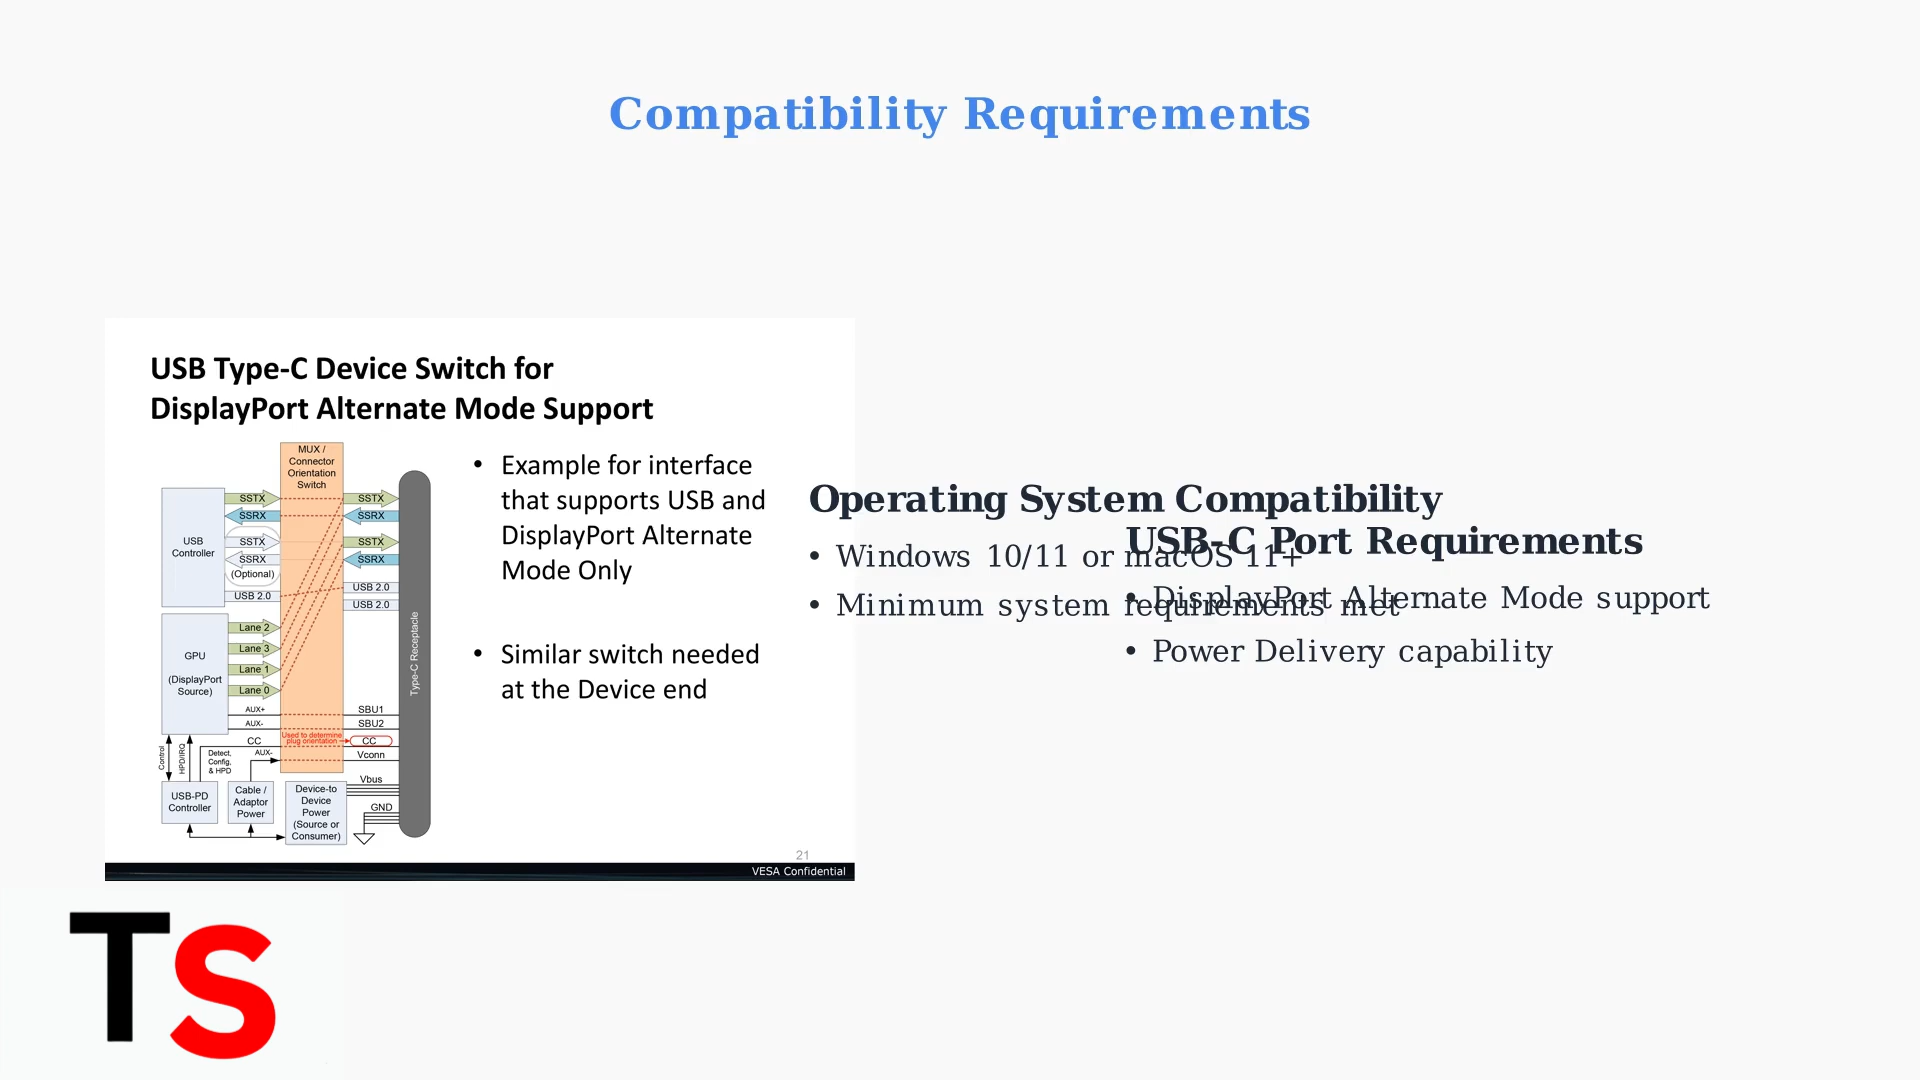 Compatibility Requirements
USB Type-C Device Switch for
DisplayPort Alternate Mode Support
MUX /
Connector
Orientation
Switch
SSTX
SSRX
SSTX
SSRX
(Optional)
USB 2.0
USB
Controller
SSTX
SSRX
SSTX
SSRX
USB 2.0
USB 2.0
GPU
(DisplayPort
Source)
Lane 2
Lane 3
Lane 1
Lane 0
AUX+
AUX-
SBU1
SBU2
Used to determine
plug orientation
CC
CC
Vconn
Control
HPD/IRQ
Detect,
Config,
& HPD
AUX-
Vbus
GND
USB-PD
Controller
Cable /
Adaptor
Power
Device-to
Device
Power
(Source or
Consumer)
Type-C Receptacle
• Example for interface
that supports USB and
DisplayPort Alternate
Mode Only
• Similar switch needed
at the Device end
21
VESA Confidential
Operating System Compatibility
• Windows 10/11 or macOS 11+
• Minimum system requirements met
USB-C Port Requirements
• DisplayPort Alternate Mode support
• Power Delivery capability
TS